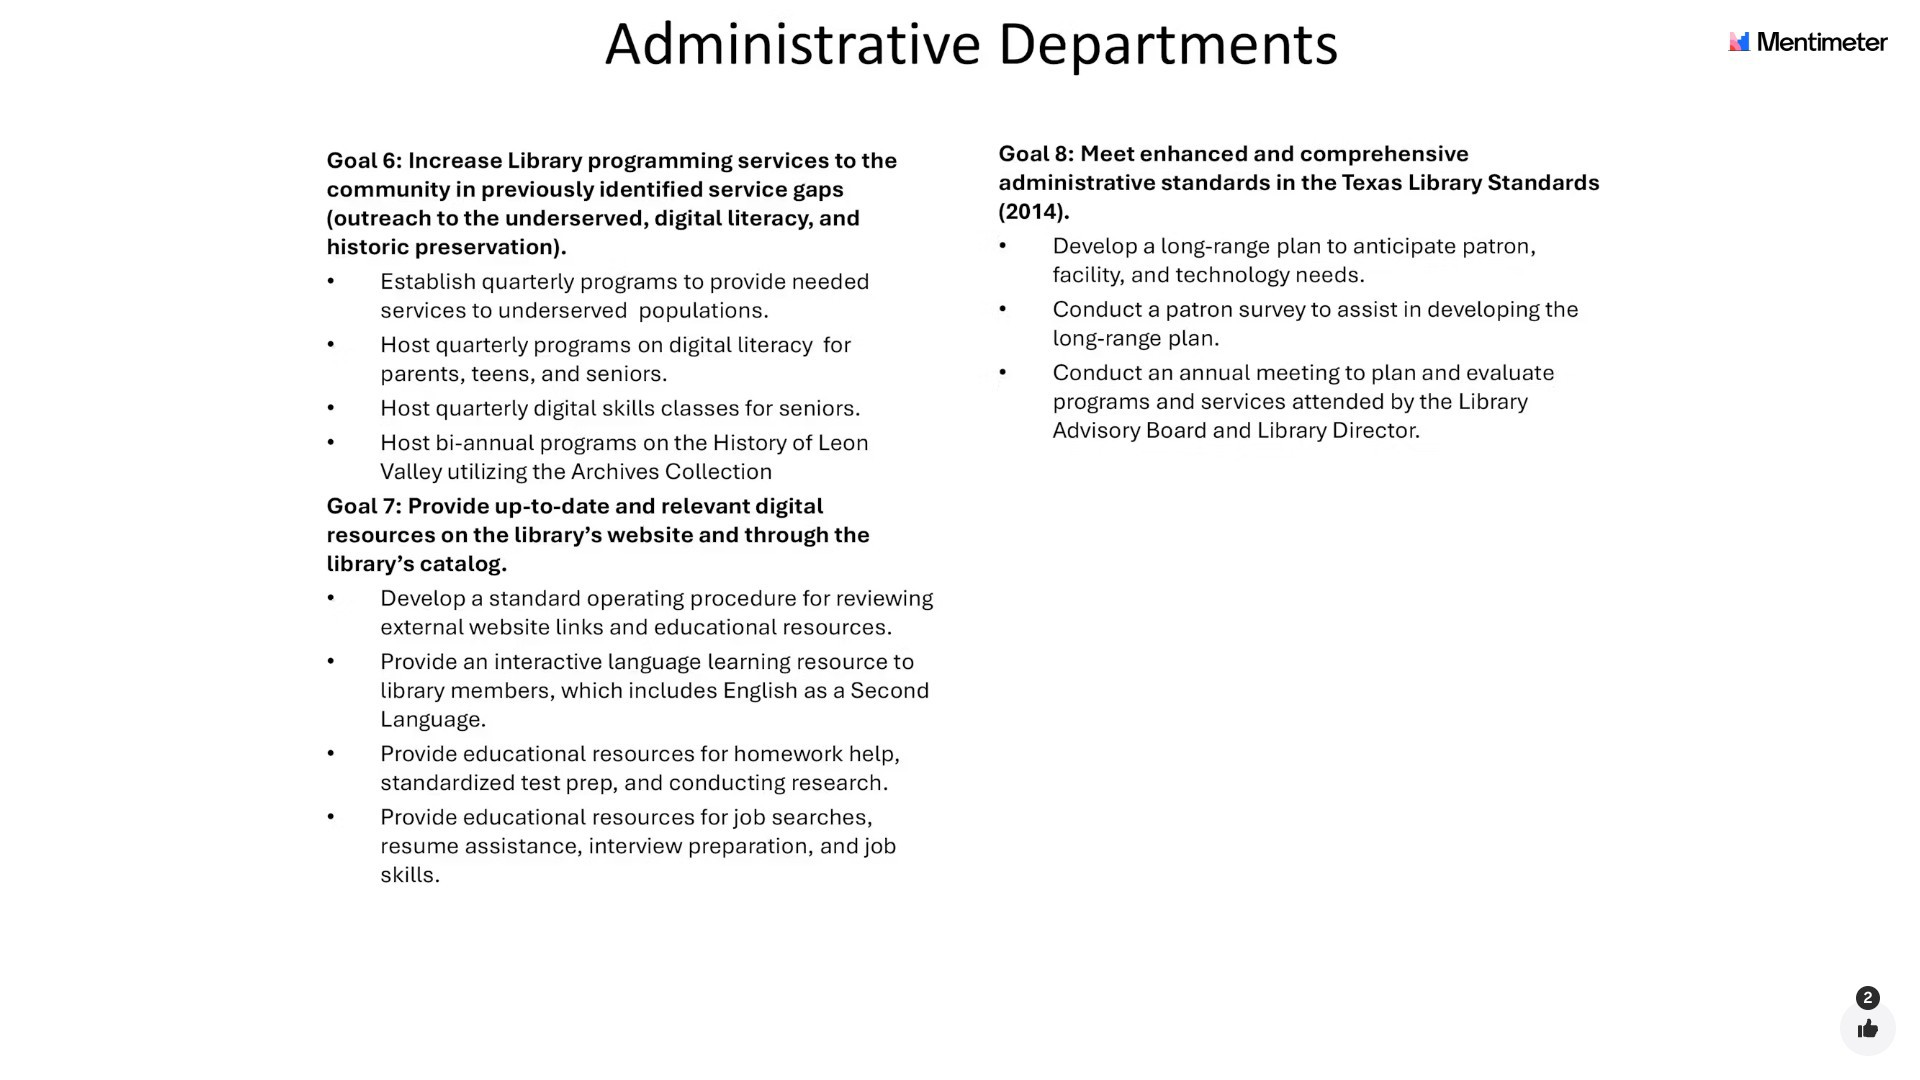 Administrative Departments
Mentimeter
Goal 6: Increase Library programming services to the
community in previously identified service gaps
(outreach to the underserved, digital literacy, and
historic preservation).
• Establish quarterly programs to provide needed
services to underserved  populations.
• Host quarterly programs on digital literacy  for
parents, teens, and seniors.
• Host quarterly digital skills classes for seniors.
• Host bi-annual programs on the History of Leon
Valley utilizing the Archives Collection
Goal 7: Provide up-to-date and relevant digital
resources on the library’s website and through the
library’s catalog.
• Develop a standard operating procedure for reviewing
external website links and educational resources.
• Provide an interactive language learning resource to
library members, which includes English as a Second
Language.
• Provide educational resources for homework help,
standardized test prep, and conducting research.
• Provide educational resources for job searches,
resume assistance, interview preparation, and job
skills.
Goal 8: Meet enhanced and comprehensive
administrative standards in the Texas Library Standards
(2014).
• Develop a long-range plan to anticipate patron,
facility, and technology needs.
• Conduct a patron survey to assist in developing the
long-range plan.
• Conduct an annual meeting to plan and evaluate
programs and services attended by the Library
Advisory Board and Library Director.
2